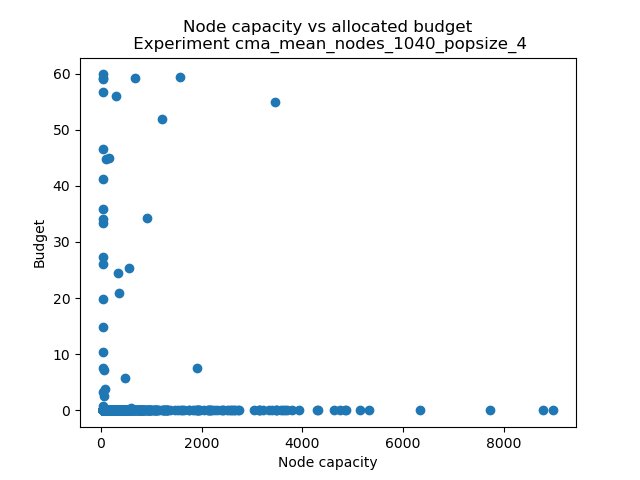 Node capacity vs allocated budget
Experiment cma_mean_nodes_1040_popsize_4
60
50
40
30
20
10
0
Budget
0 2000 4000 6000 8000
Node capacity